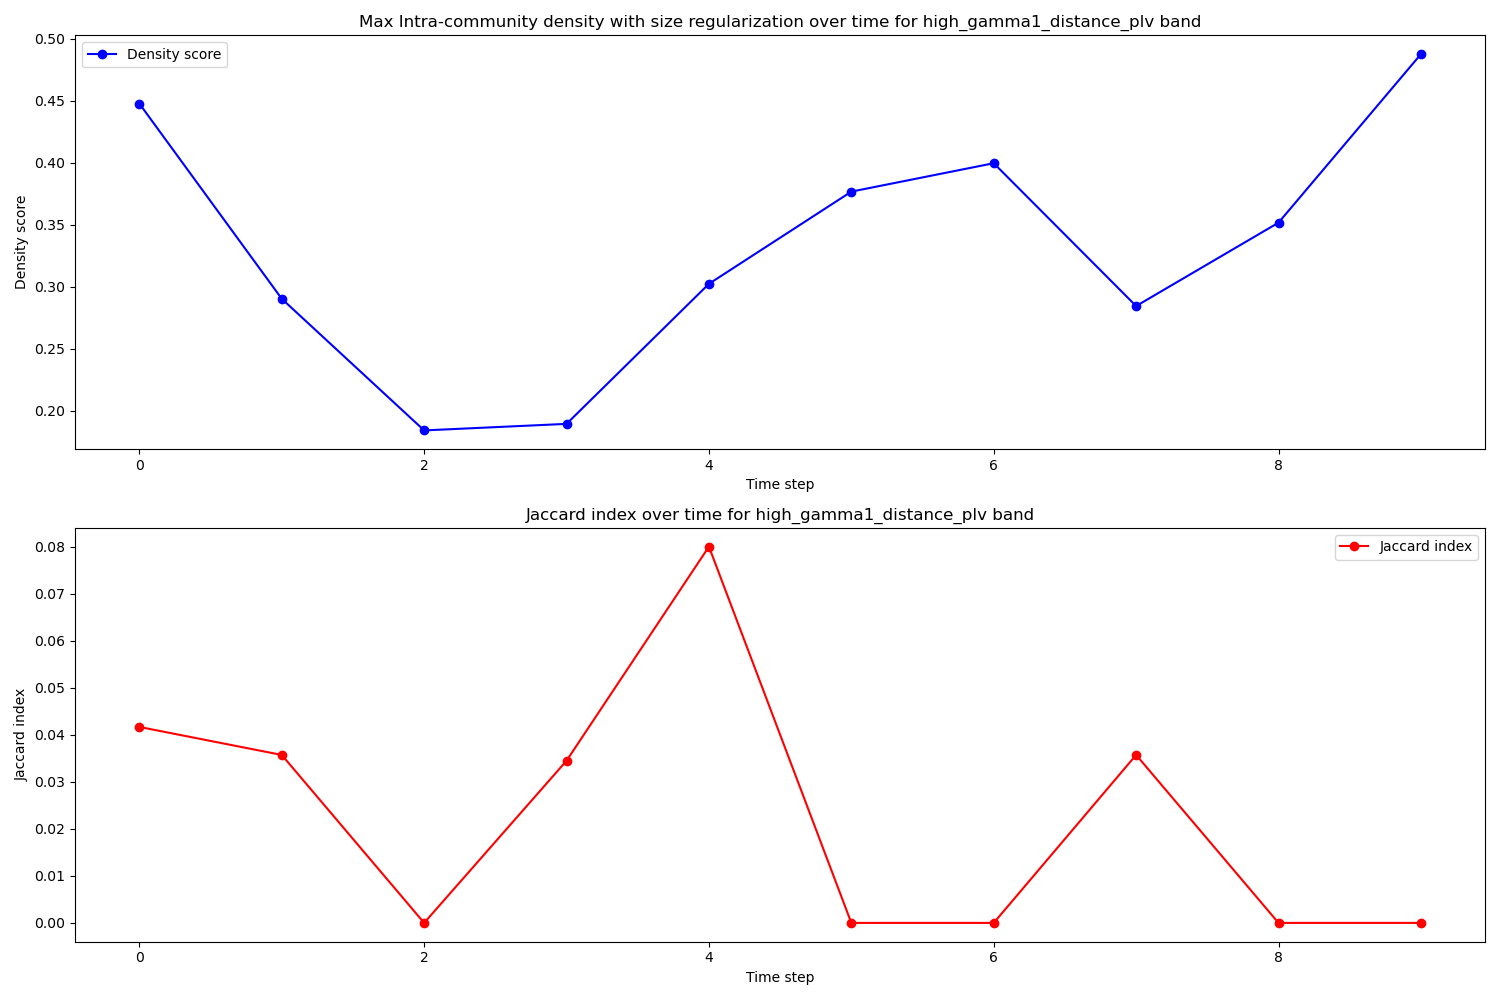 Max Intra-community density with size regularization over time for high_gamma1_distance_plv band
Density score
0.50
0.45
0.40
0.35
0.30
0.25
0.20
Density score
0 2 4 6 8
Time step
Jaccard index over time for high_gamma1_distance_plv band
Jaccard index
0.08
0.07
0.06
0.05
0.04
0.03
0.02
0.01
0.00
Jaccard index
0 2 4 6 8
Time step